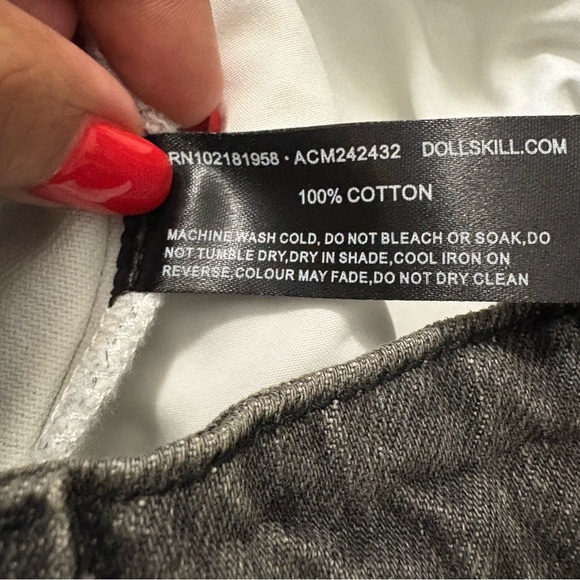 RN102181958 • ACM242432 DOLLSKILL.COM
100% COTTON
MACHINE WASH COLD, DO NOT BLEACH OR SOAK,DO
NOT TUMBLE DRY,DRY IN SHADE,COOL IRON ON
REVERSE,COLOUR MAY FADE,DO NOT DRY CLEAN